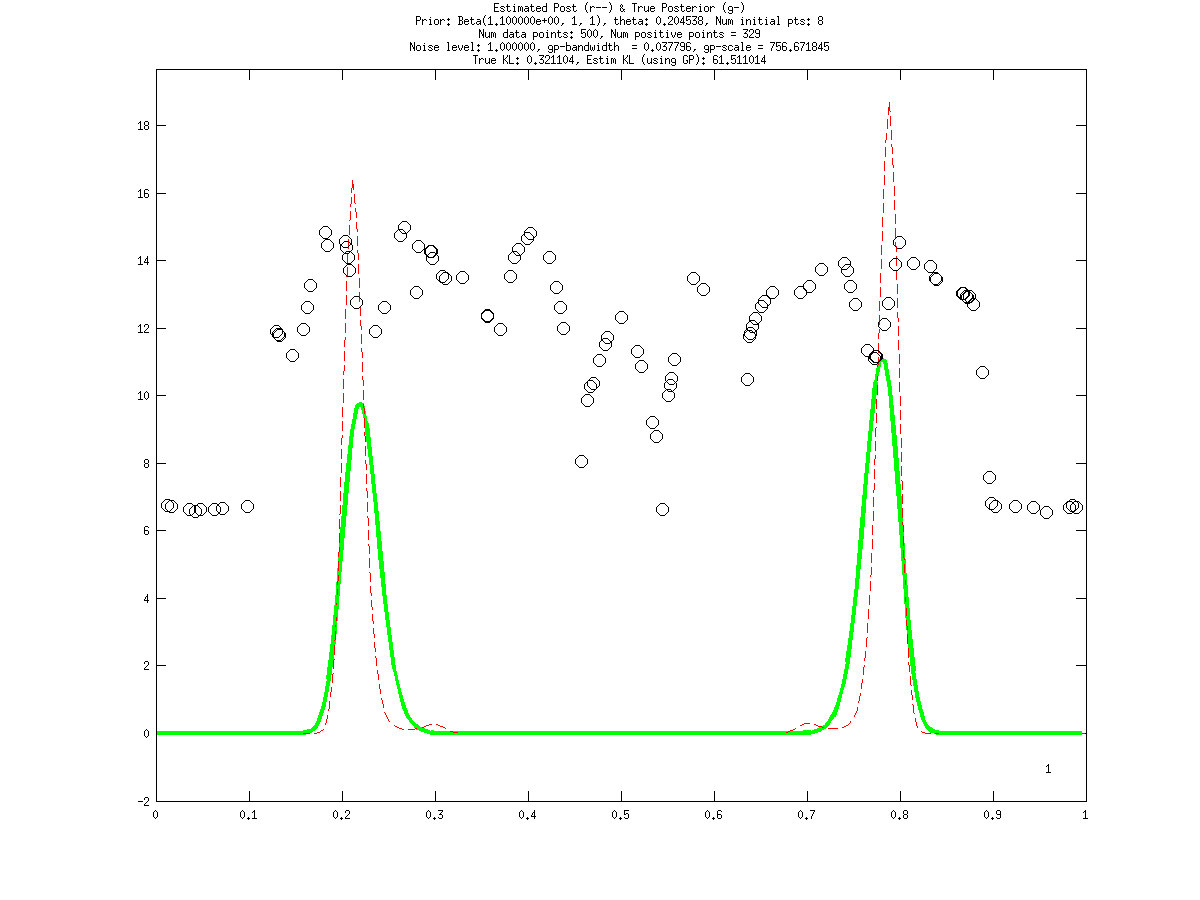 Estimated Post (r--) & True Posterior (g-)
Prior: Beta(1.100000e+00, 1, 1), theta: 0.204538, Num initial pts: 8
Num data points: 500, Num positive points = 329
Noise level: 1.000000, gp-bandwidth  = 0.037796, gp-scale = 756.671845
True KL: 0.321104, Estim KL (using GP): 61.511014
18
16
14
12
10
8
6
4
2
0
-2
1
0 0.1 0.2 0.3 0.4 0.5 0.6 0.7 0.8 0.9 1